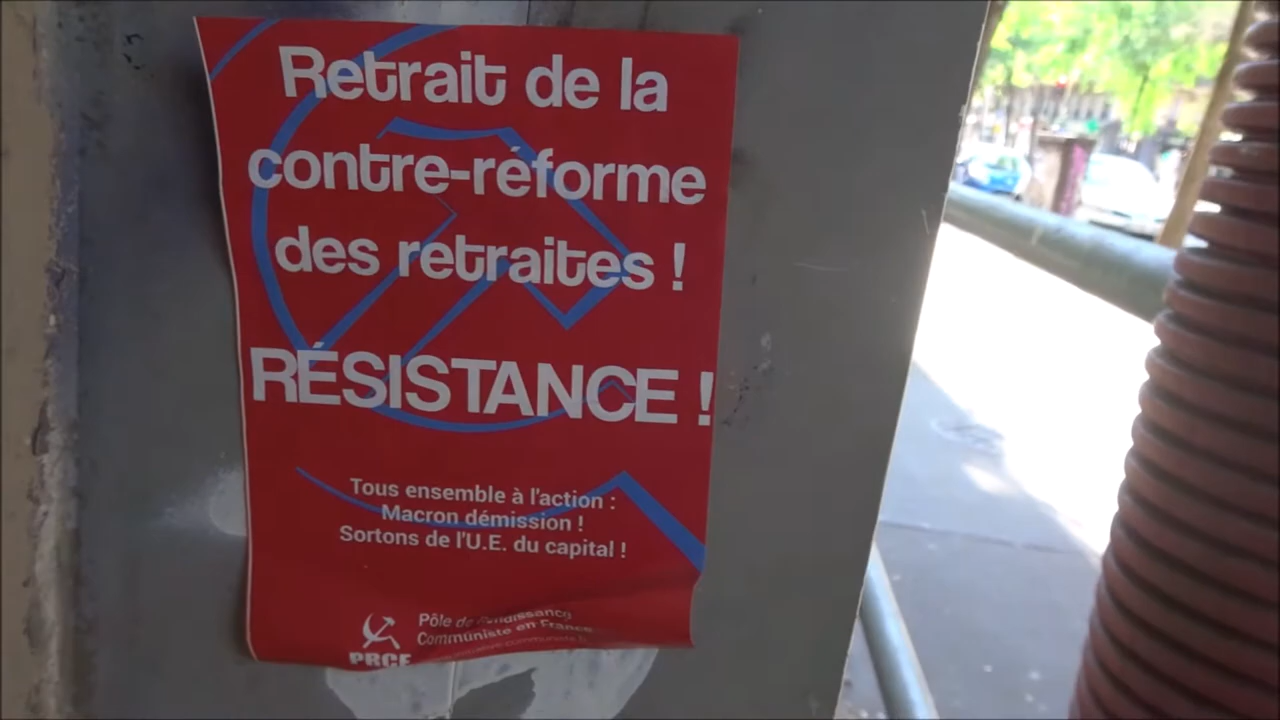 Retrait de la
contre-réforme
des retraites !
RÉSISTANCE !
Tous ensemble à l'action :
Macron démission !
Sortons de l'U.E. du capital !
Pôle de Renaissance
Communiste en France
PRCF